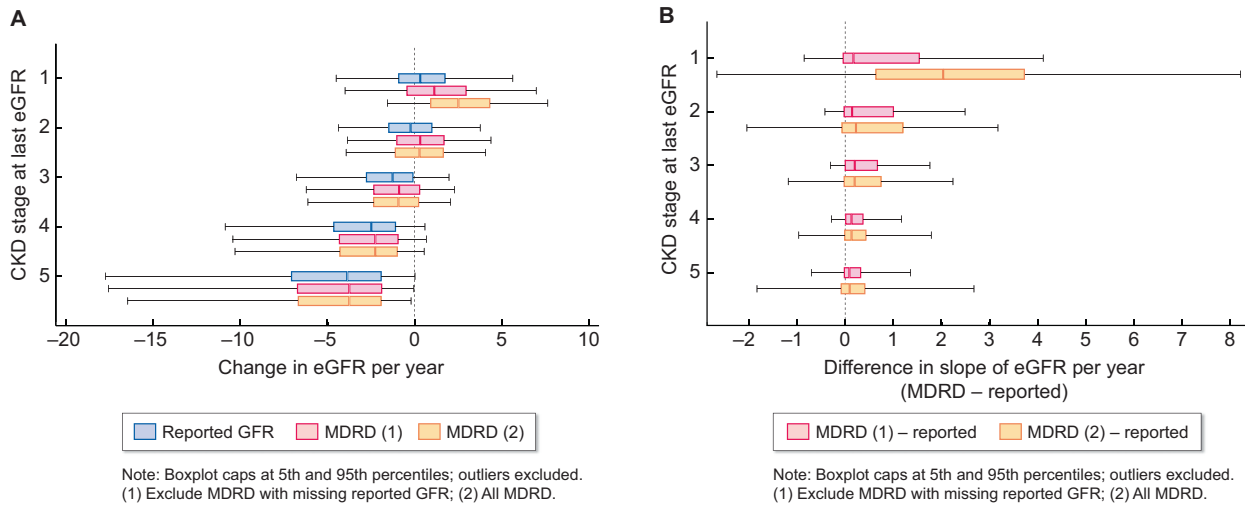 A
CKD stage at last eGFR
1
2
3
4
5
–20
–15
–10
–5
0
5
10
Change in eGFR per year
Reported GFR
MDRD (1)
MDRD (2)
Note: Boxplot caps at 5th and 95th percentiles; outliers excluded.
(1) Exclude MDRD with missing reported GFR; (2) All MDRD.
B
CKD stage at last eGFR
1
2
3
4
5
–2
–1
0
1
2
3
4
5
6
7
8
Difference in slope of eGFR per year
(MDRD – reported)
MDRD (1) – reported
MDRD (2) – reported
Note: Boxplot caps at 5th and 95th percentiles; outliers excluded.
(1) Exclude MDRD with missing reported GFR; (2) All MDRD.